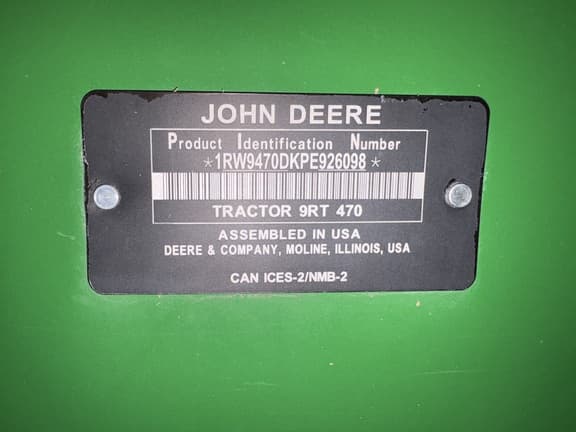 JOHN DEERE
Product Identification Number
*1RW9470DKPE926098*
TRACTOR 9RT 470
ASSEMBLED IN USA
DEERE & COMPANY, MOLINE, ILLINOIS, USA
CAN ICES-2/NMB-2